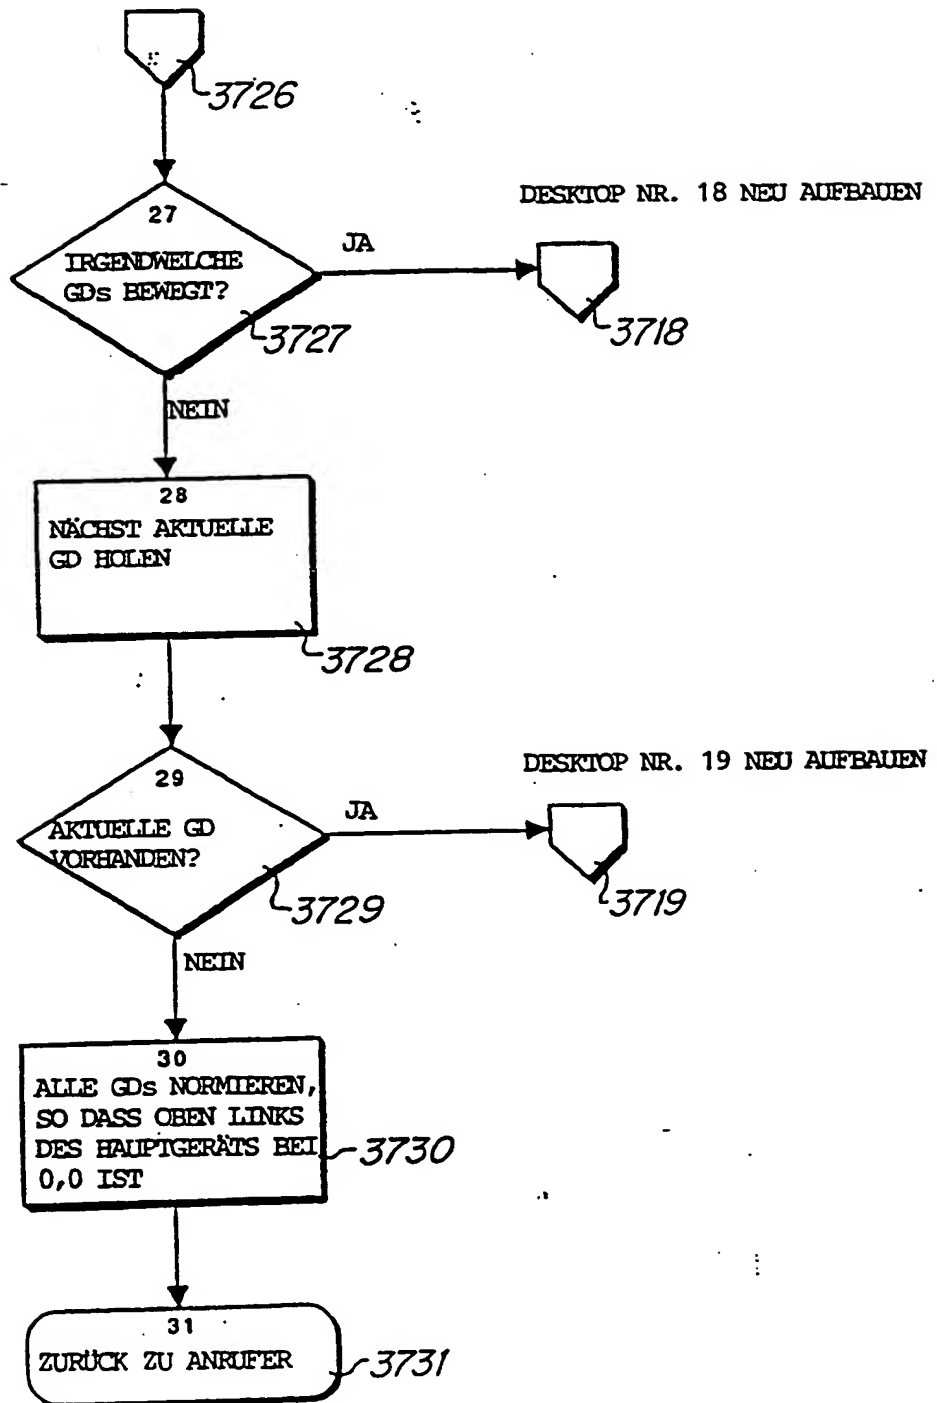 3726
DESKTOP NR. 18 NEU AUFBAUEN
27
IRGENDWELCHE
GDs BEWEGT?
JA
3727
3718
NEIN
28
NÄCHST AKTUELLE
GD HOLEN
3728
DESKTOP NR. 19 NEU AUFBAUEN
29
AKTUELLE GD
VORHANDEN?
JA
3729
3719
NEIN
30
ALLE GDs NORMIEREN,
SO DASS OBEN LINKS
DES HAUPTGERÄTS BEI
0,0 IST
3730
31
ZURÜCK ZU ANRUFER
3731